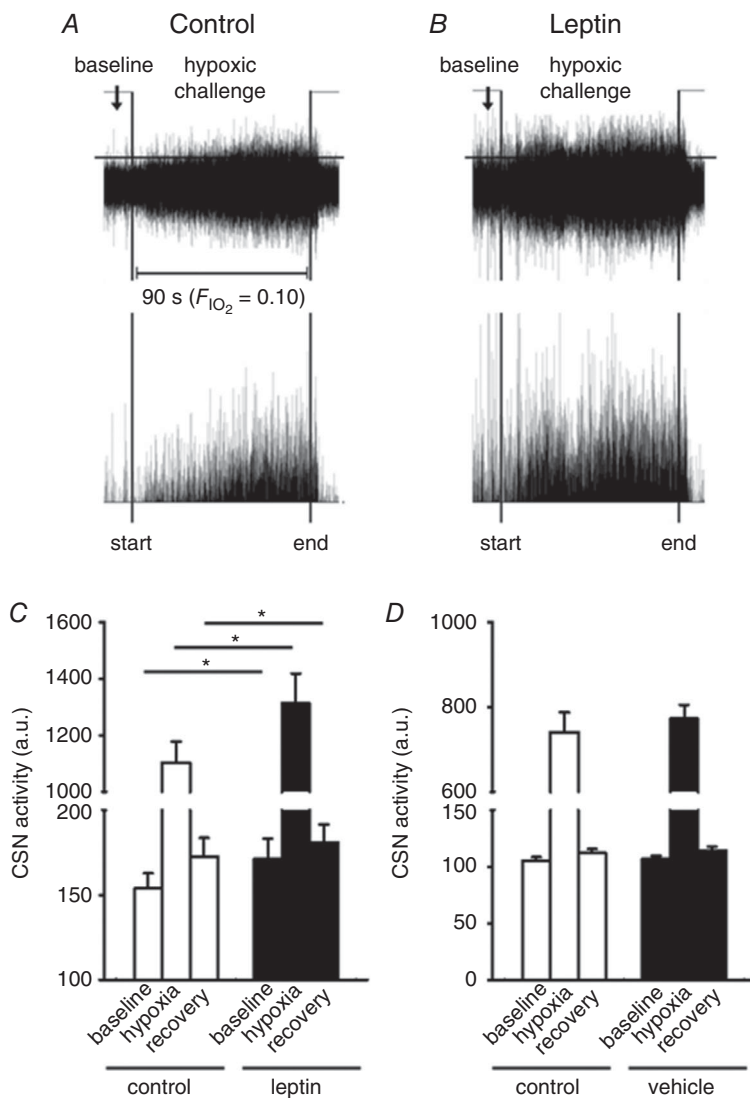 A Control
baseline hypoxic challenge
90 s (FIO2 = 0.10)
start end
B Leptin
baseline hypoxic challenge
start end
C
CSN activity (a.u.)
1600
1400
1200
1000
200
150
100
* * *
baseline hypoxia recovery baseline hypoxia recovery
control leptin
D
CSN activity (a.u.)
1000
800
600
150
100
50
0
baseline hypoxia recovery baseline hypoxia recovery
control vehicle